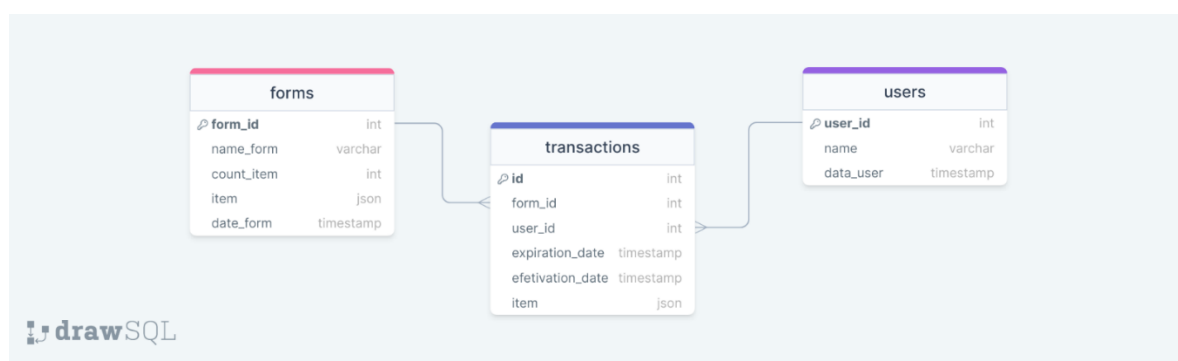 forms
form_id int
name_form varchar
count_item int
item json
date_form timestamp
transactions
id int
form_id int
user_id int
expiration_date timestamp
efetivation_date timestamp
item json
users
user_id int
name varchar
data_user timestamp
drawSQL